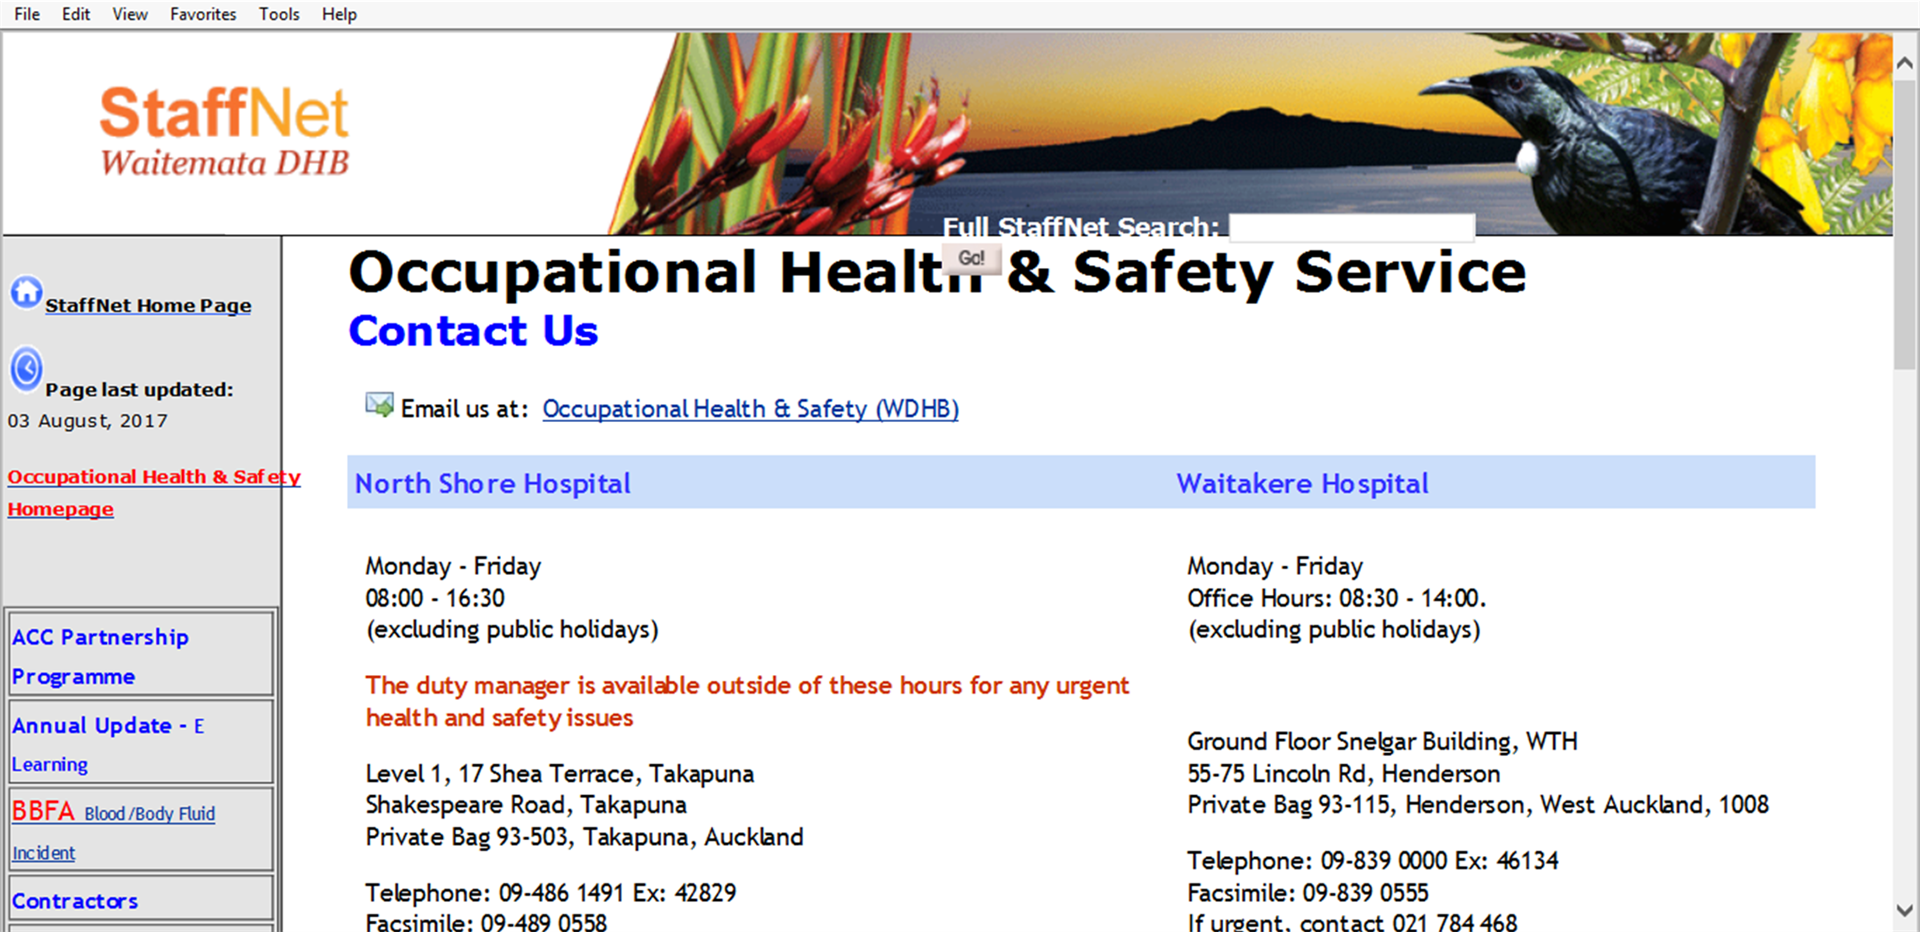 File Edit View Favorites Tools Help
StaffNet
Waitemata DHB
Full StaffNet Search:
Go!
StaffNet Home Page
Page last updated:
03 August, 2017
Occupational Health & Safety
Homepage
ACC Partnership
Programme
Annual Update - E
Learning
BBFA Blood/Body Fluid
Incident
Contractors
Occupational Health & Safety Service
Contact Us
Email us at: Occupational Health & Safety (WDHB)
North Shore Hospital
Monday - Friday
08:00 - 16:30
(excluding public holidays)
The duty manager is available outside of these hours for any urgent
health and safety issues
Level 1, 17 Shea Terrace, Takapuna
Shakespeare Road, Takapuna
Private Bag 93-503, Takapuna, Auckland
Telephone: 09-486 1491 Ex: 42829
Facsimile: 09-489 0558
Waitakere Hospital
Monday - Friday
Office Hours: 08:30 - 14:00.
(excluding public holidays)
Ground Floor Snelgar Building, WTH
55-75 Lincoln Rd, Henderson
Private Bag 93-115, Henderson, West Auckland, 1008
Telephone: 09-839 0000 Ex: 46134
Facsimile: 09-839 0555
If urgent, contact 021 784 468